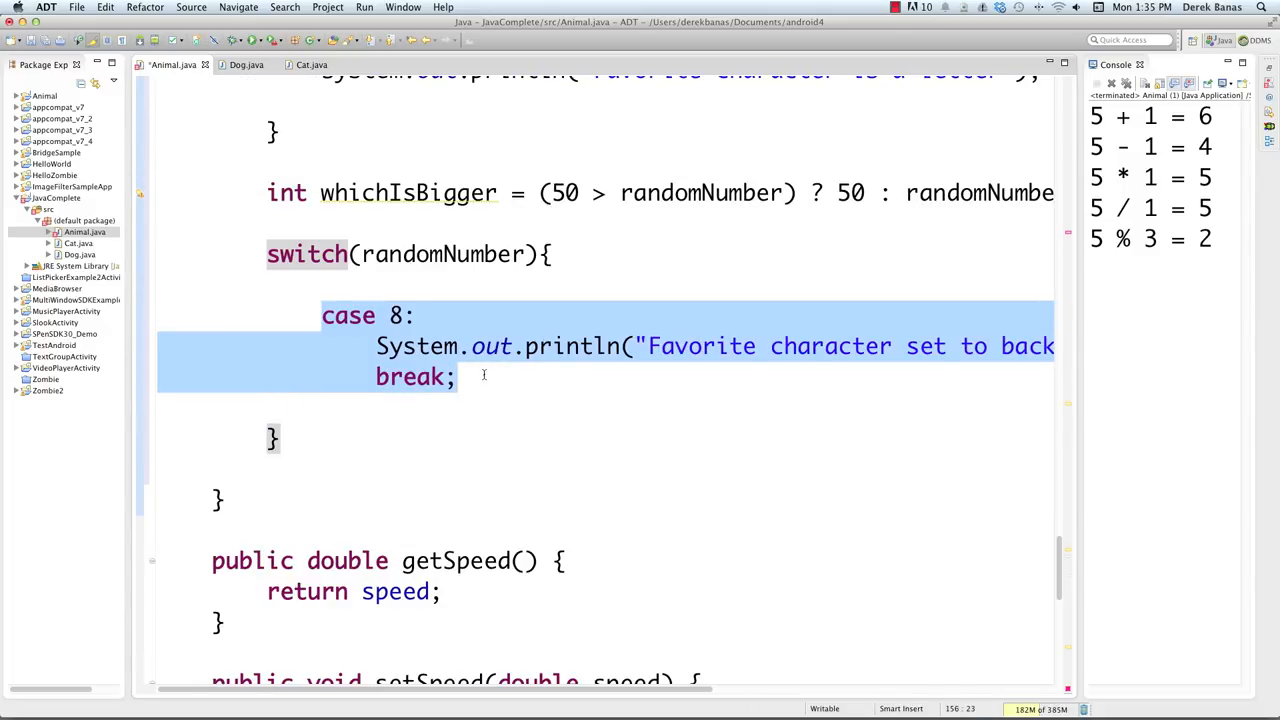 ADT File Edit Refactor Source Navigate Search Project Run Window Help
10 Mon 1:35 PM Derek Banas
Java – JavaComplete/src/Animal.java – ADT – /Users/derekbanas/Documents/android4
Quick Access Java DDMS
Package Exp
*Animal.java Dog.java Cat.java
Console
<terminated> Animal (1) [Java Application] /S
Animal
appcompat_v7
appcompat_v7_2
appcompat_v7_3
appcompat_v7_4
BridgeSample
HelloWorld
HelloZombie
ImageFilterSampleApp
JavaComplete
src
(default package)
Animal.java
Cat.java
Dog.java
JRE System Library [Ja
ListPickerExample2Activi
MediaBrowser
MultiWindowSDKExample
MusicPlayerActivity
SlookActivity
SPenSDK30_Demo
TestAndroid
TextGroupActivity
VideoPlayerActivity
Zombie
Zombie2
System.out.println("Favorite character is a letter");
}
int whichIsBigger = (50 > randomNumber) ? 50 : randomNumbe
switch(randomNumber){
case 8:
System.out.println("Favorite character set to back
break;
}
}
public double getSpeed() {
return speed;
}
public void setSpeed(double speed) {
5 + 1 = 6
5 - 1 = 4
5 * 1 = 5
5 / 1 = 5
5 % 3 = 2
Writable Smart Insert 156 : 23 182M of 385M